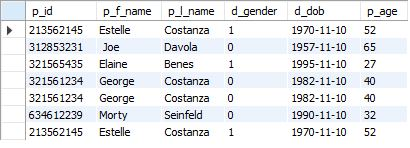 p_id p_f_name p_l_name d_gender d_dob p_age
213562145 Estelle Costanza 1 1970-11-10 52
312853231 Joe Davola 0 1957-11-10 65
321565435 Elaine Benes 1 1995-11-10 27
321561234 George Costanza 0 1982-11-10 40
321561234 George Costanza 0 1982-11-10 40
634612239 Morty Seinfeld 0 1990-11-10 32
213562145 Estelle Costanza 1 1970-11-10 52